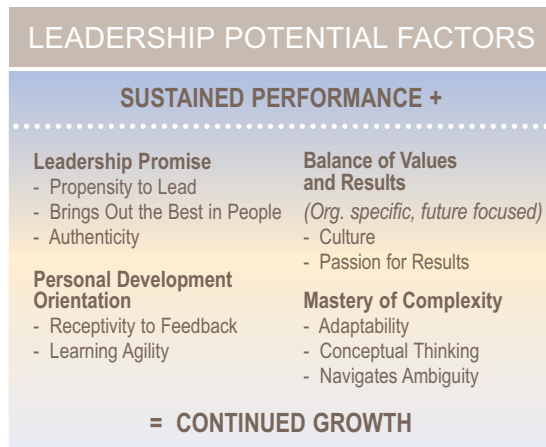 LEADERSHIP POTENTIAL FACTORS
SUSTAINED PERFORMANCE +
Leadership Promise
- Propensity to Lead
- Brings Out the Best in People
- Authenticity
Personal Development
Orientation
- Receptivity to Feedback
- Learning Agility
Balance of Values
and Results
(Org. specific, future focused)
- Culture
- Passion for Results
Mastery of Complexity
- Adaptability
- Conceptual Thinking
- Navigates Ambiguity
= CONTINUED GROWTH